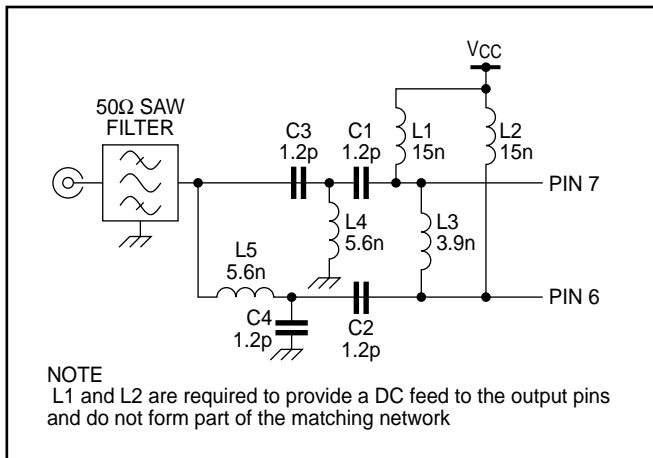 VCC
50Ω SAW
FILTER
C3
1.2p
C1
1.2p
L1
15n
L2
15n
PIN 7
L4
5.6n
L3
3.9n
L5
5.6n
PIN 6
C4
1.2p
C2
1.2p
NOTE
L1 and L2 are required to provide a DC feed to the output pins
and do not form part of the matching network